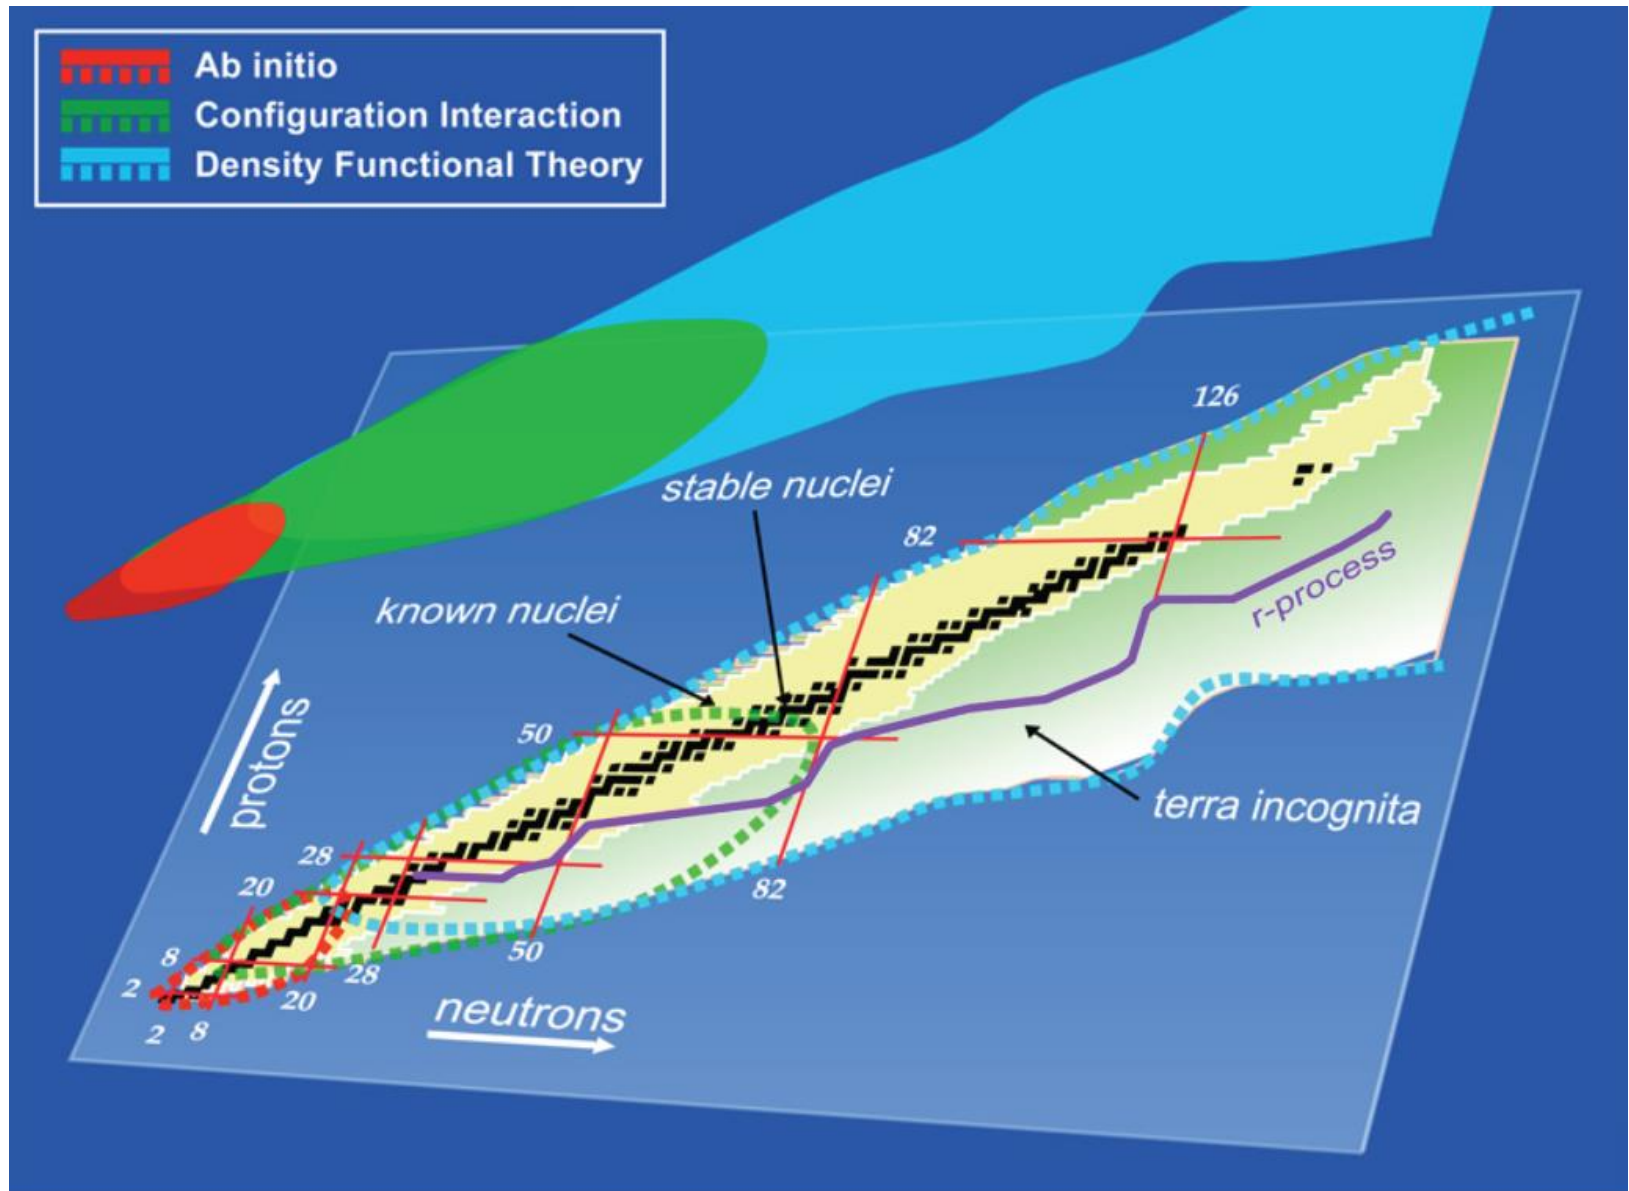 Ab initio
Configuration Interaction
Density Functional Theory
126
stable nuclei
82
known nuclei
r-process
protons
50
terra incognita
28
82
20
50
8
28
2
20
neutrons
2
8